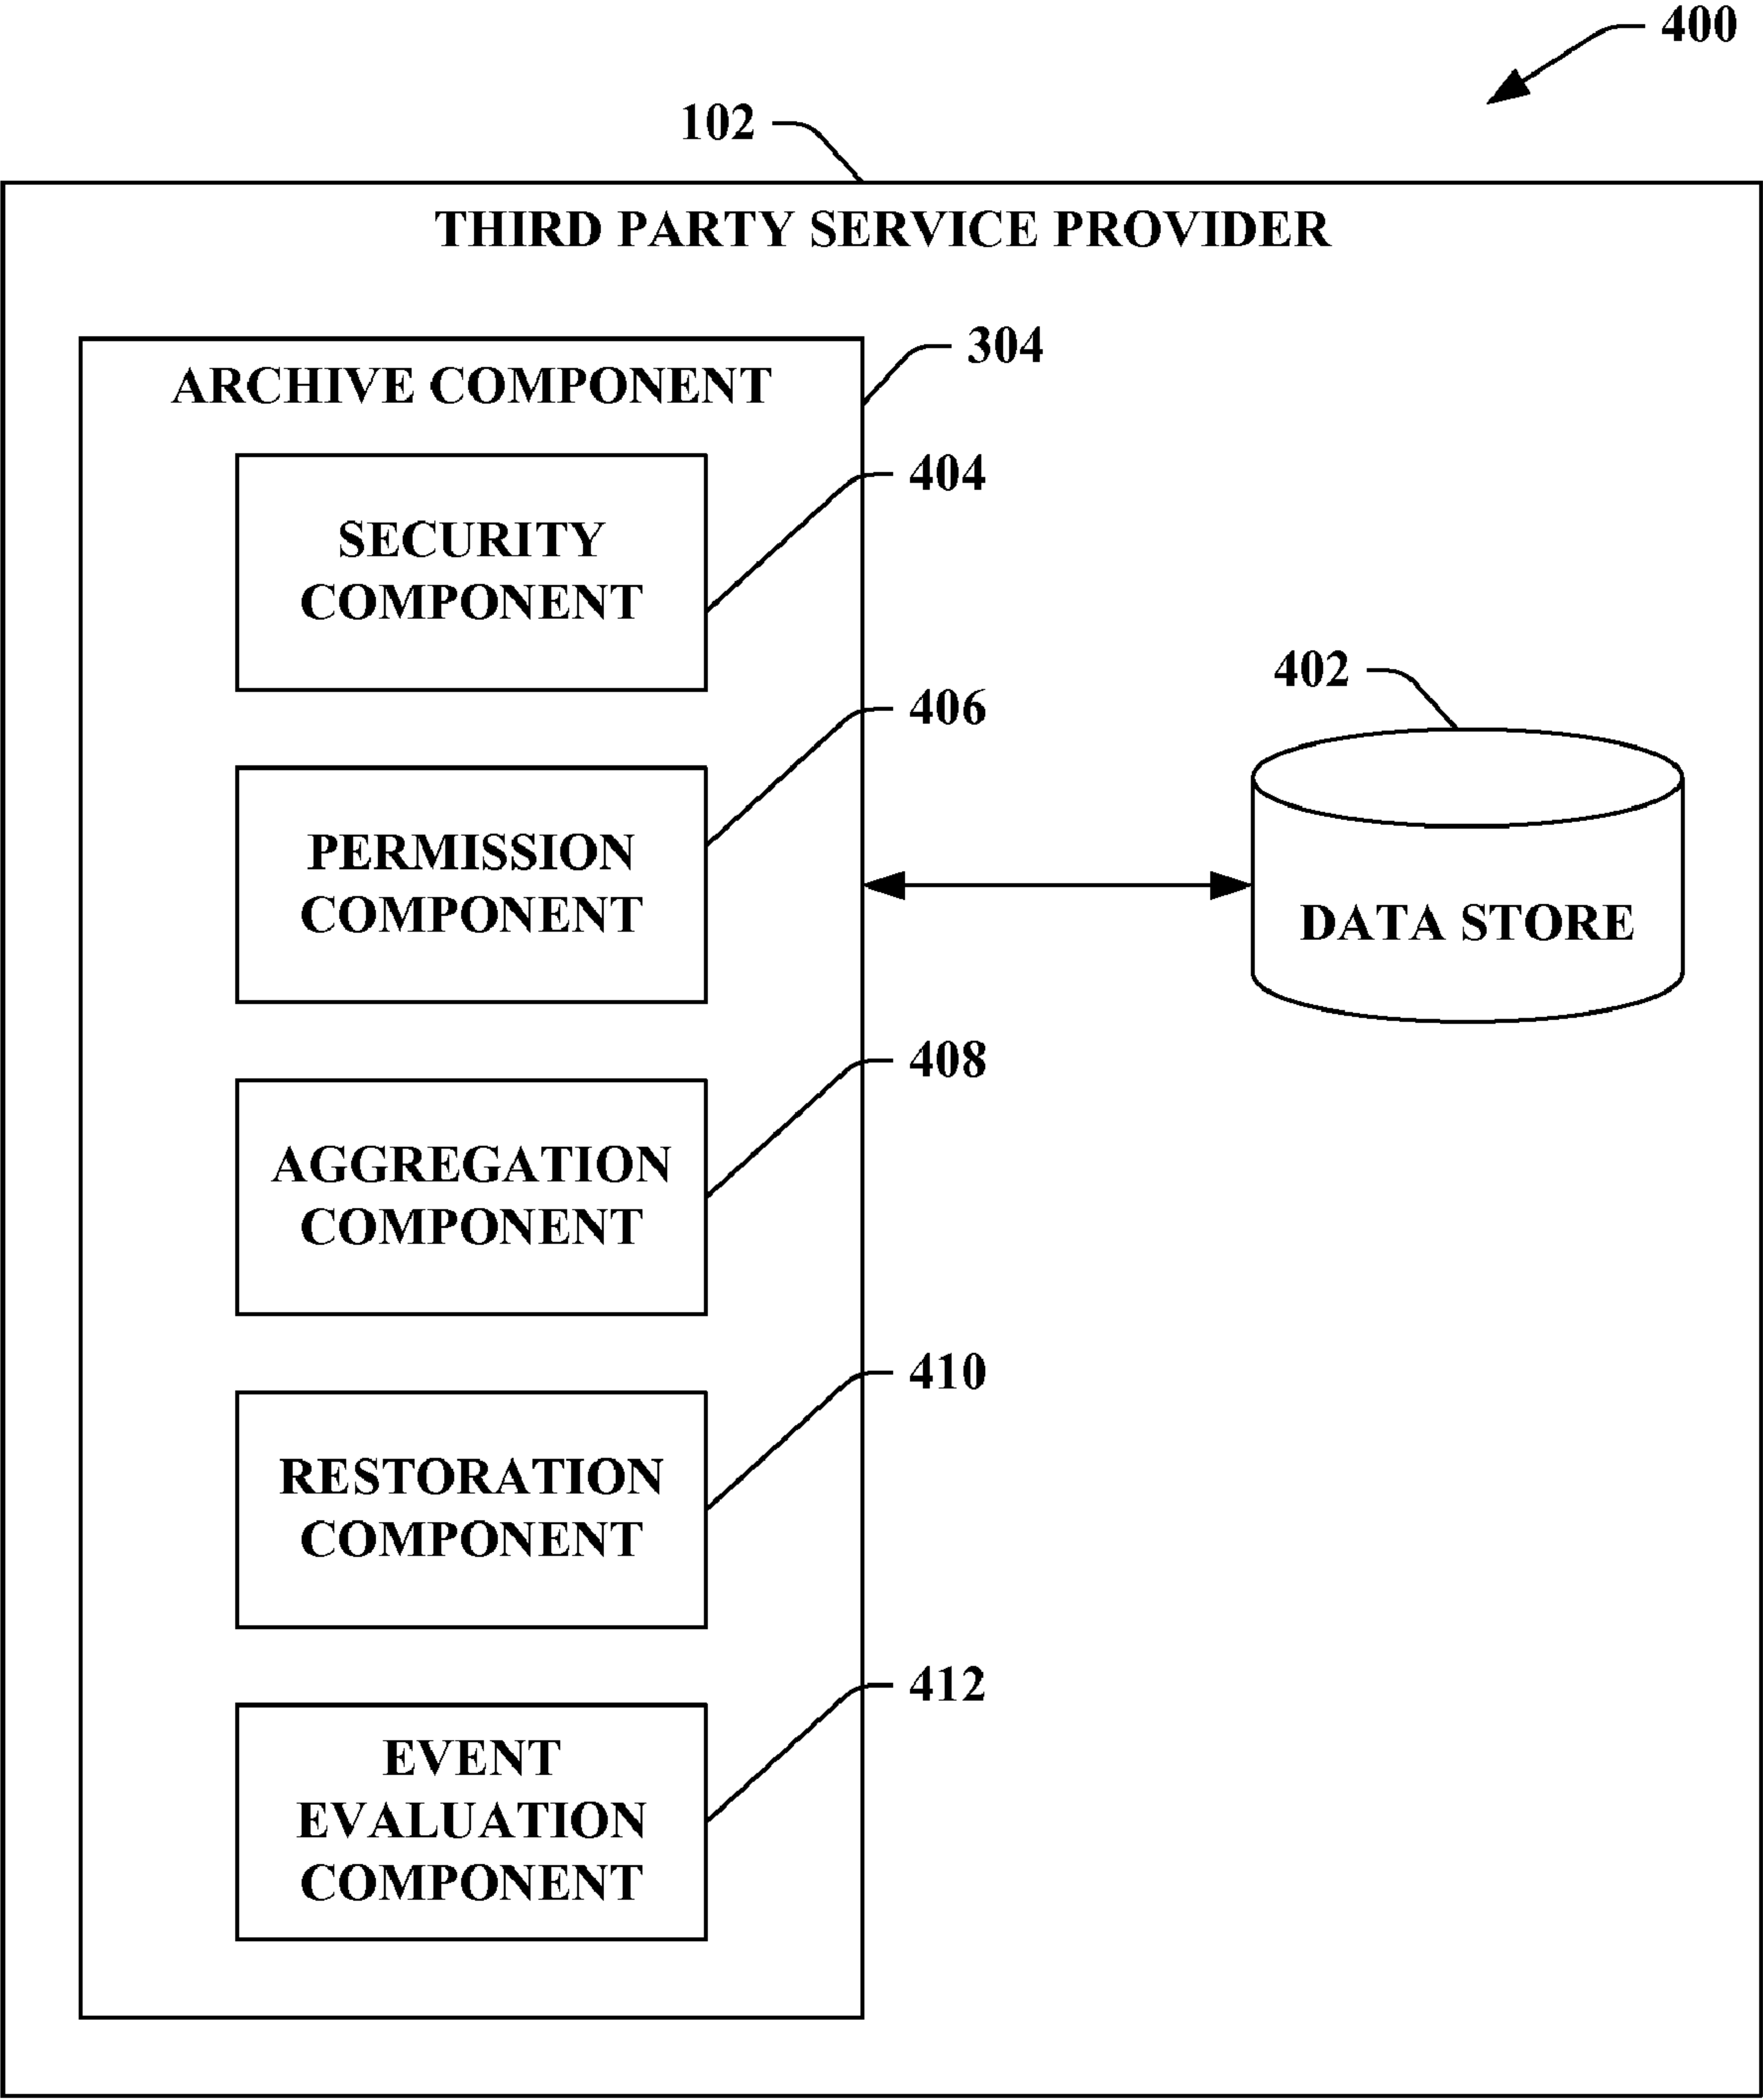 400
102
THIRD PARTY SERVICE PROVIDER
304
ARCHIVE COMPONENT
404
SECURITY
COMPONENT
402
406
PERMISSION
COMPONENT
DATA STORE
408
AGGREGATION
COMPONENT
410
RESTORATION
COMPONENT
412
EVENT
EVALUATION
COMPONENT